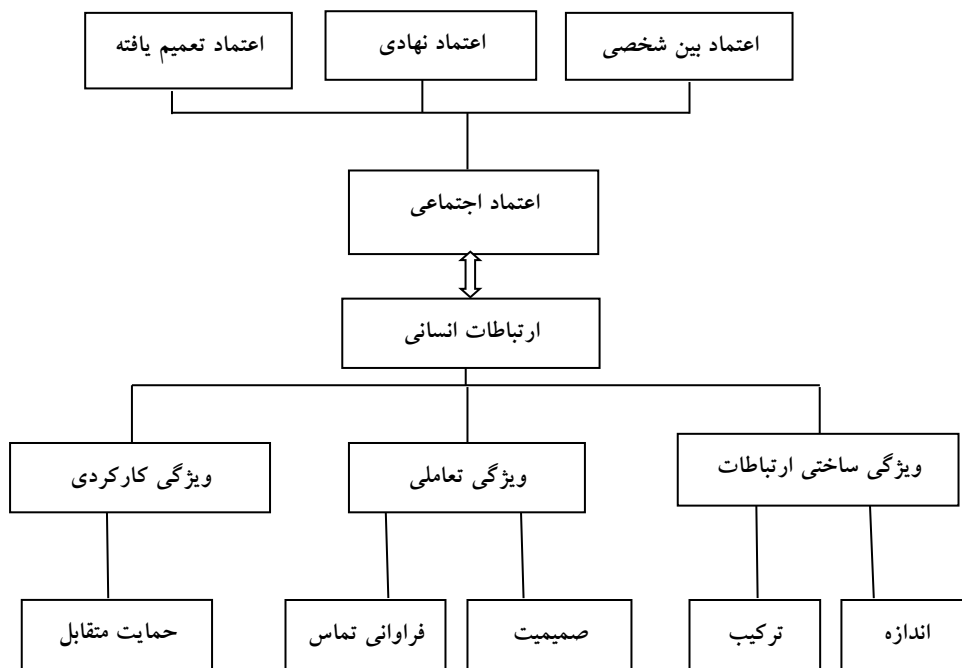 اعتماد بین شخصی
اعتماد نهادی
اعتماد تعمیم یافته
اعتماد اجتماعی
ارتباطات انسانی
ویژگی ساختی ارتباطات
ویژگی تعاملی
ویژگی کارکردی
اندازه
ترکیب
صمیمیت
فراوانی تماس
حمایت متقابل